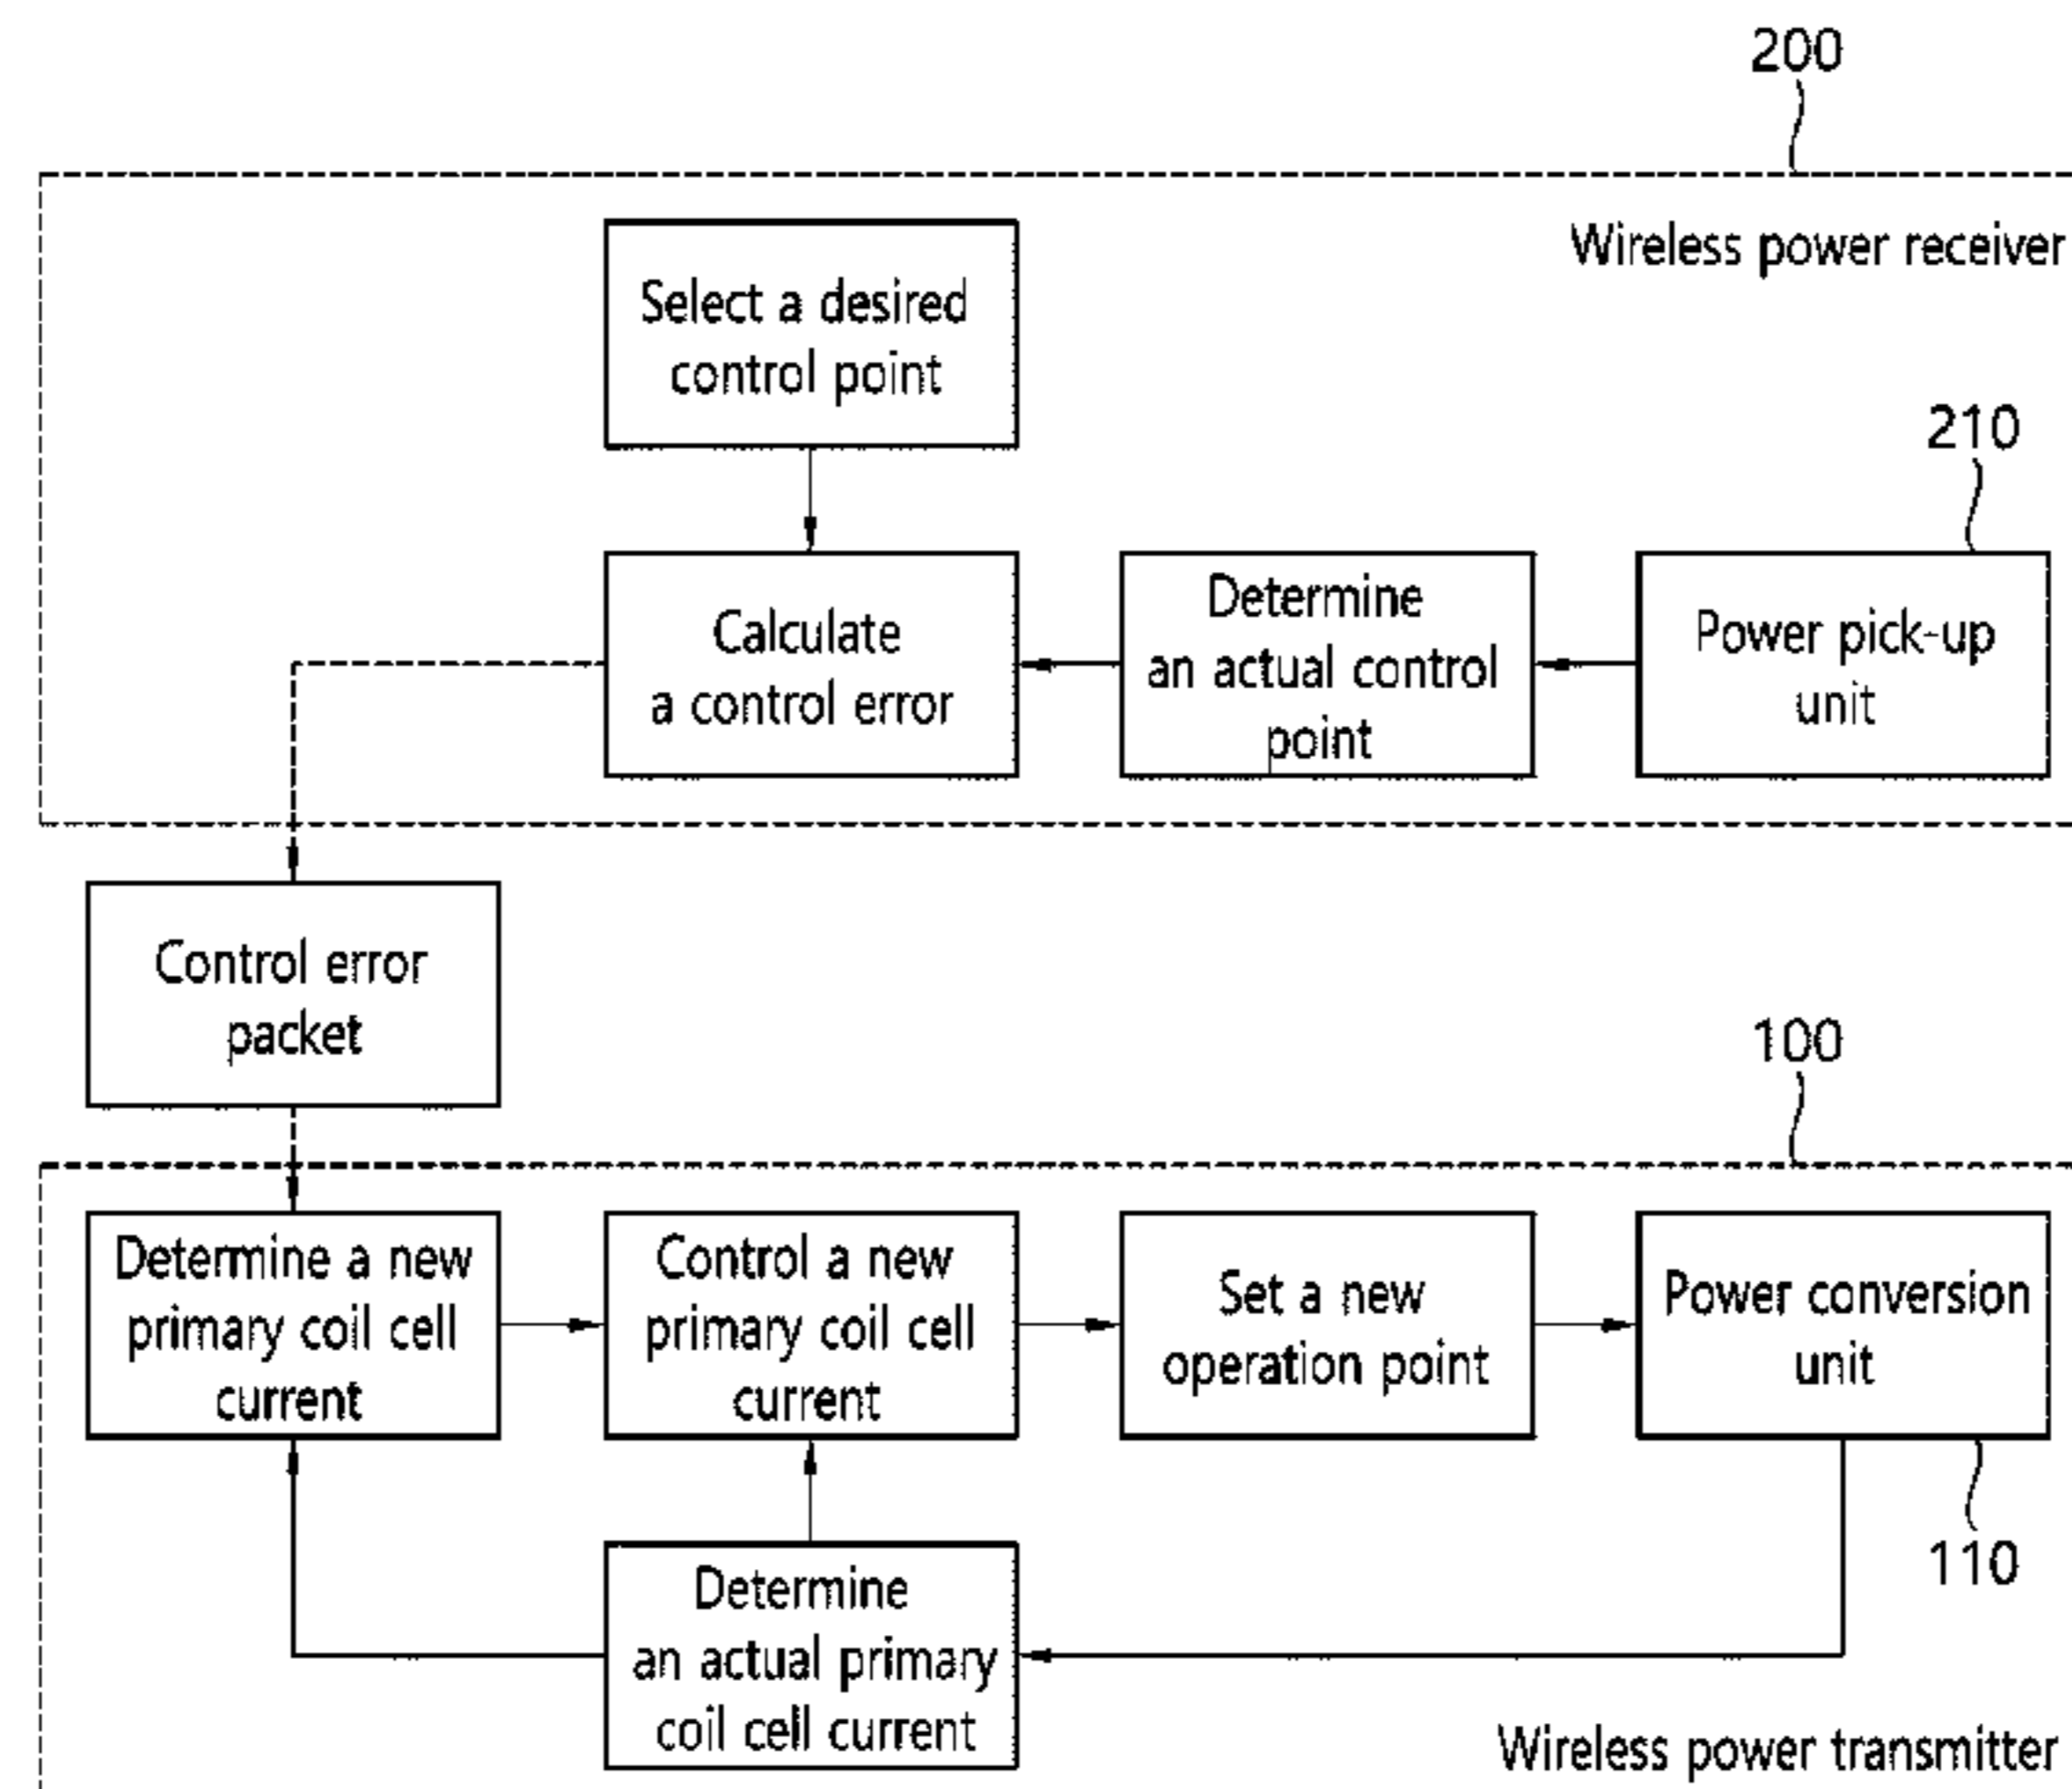 200
Wireless power receiver
Select a desired
control point
210
Calculate
a control error
Determine
an actual control
point
Power pick-up
unit
Control error
packet
100
Determine a new
primary coil cell
current
Control a new
primary coil cell
current
Set a new
operation point
Power conversion
unit
110
Determine
an actual primary
coil cell current
Wireless power transmitter